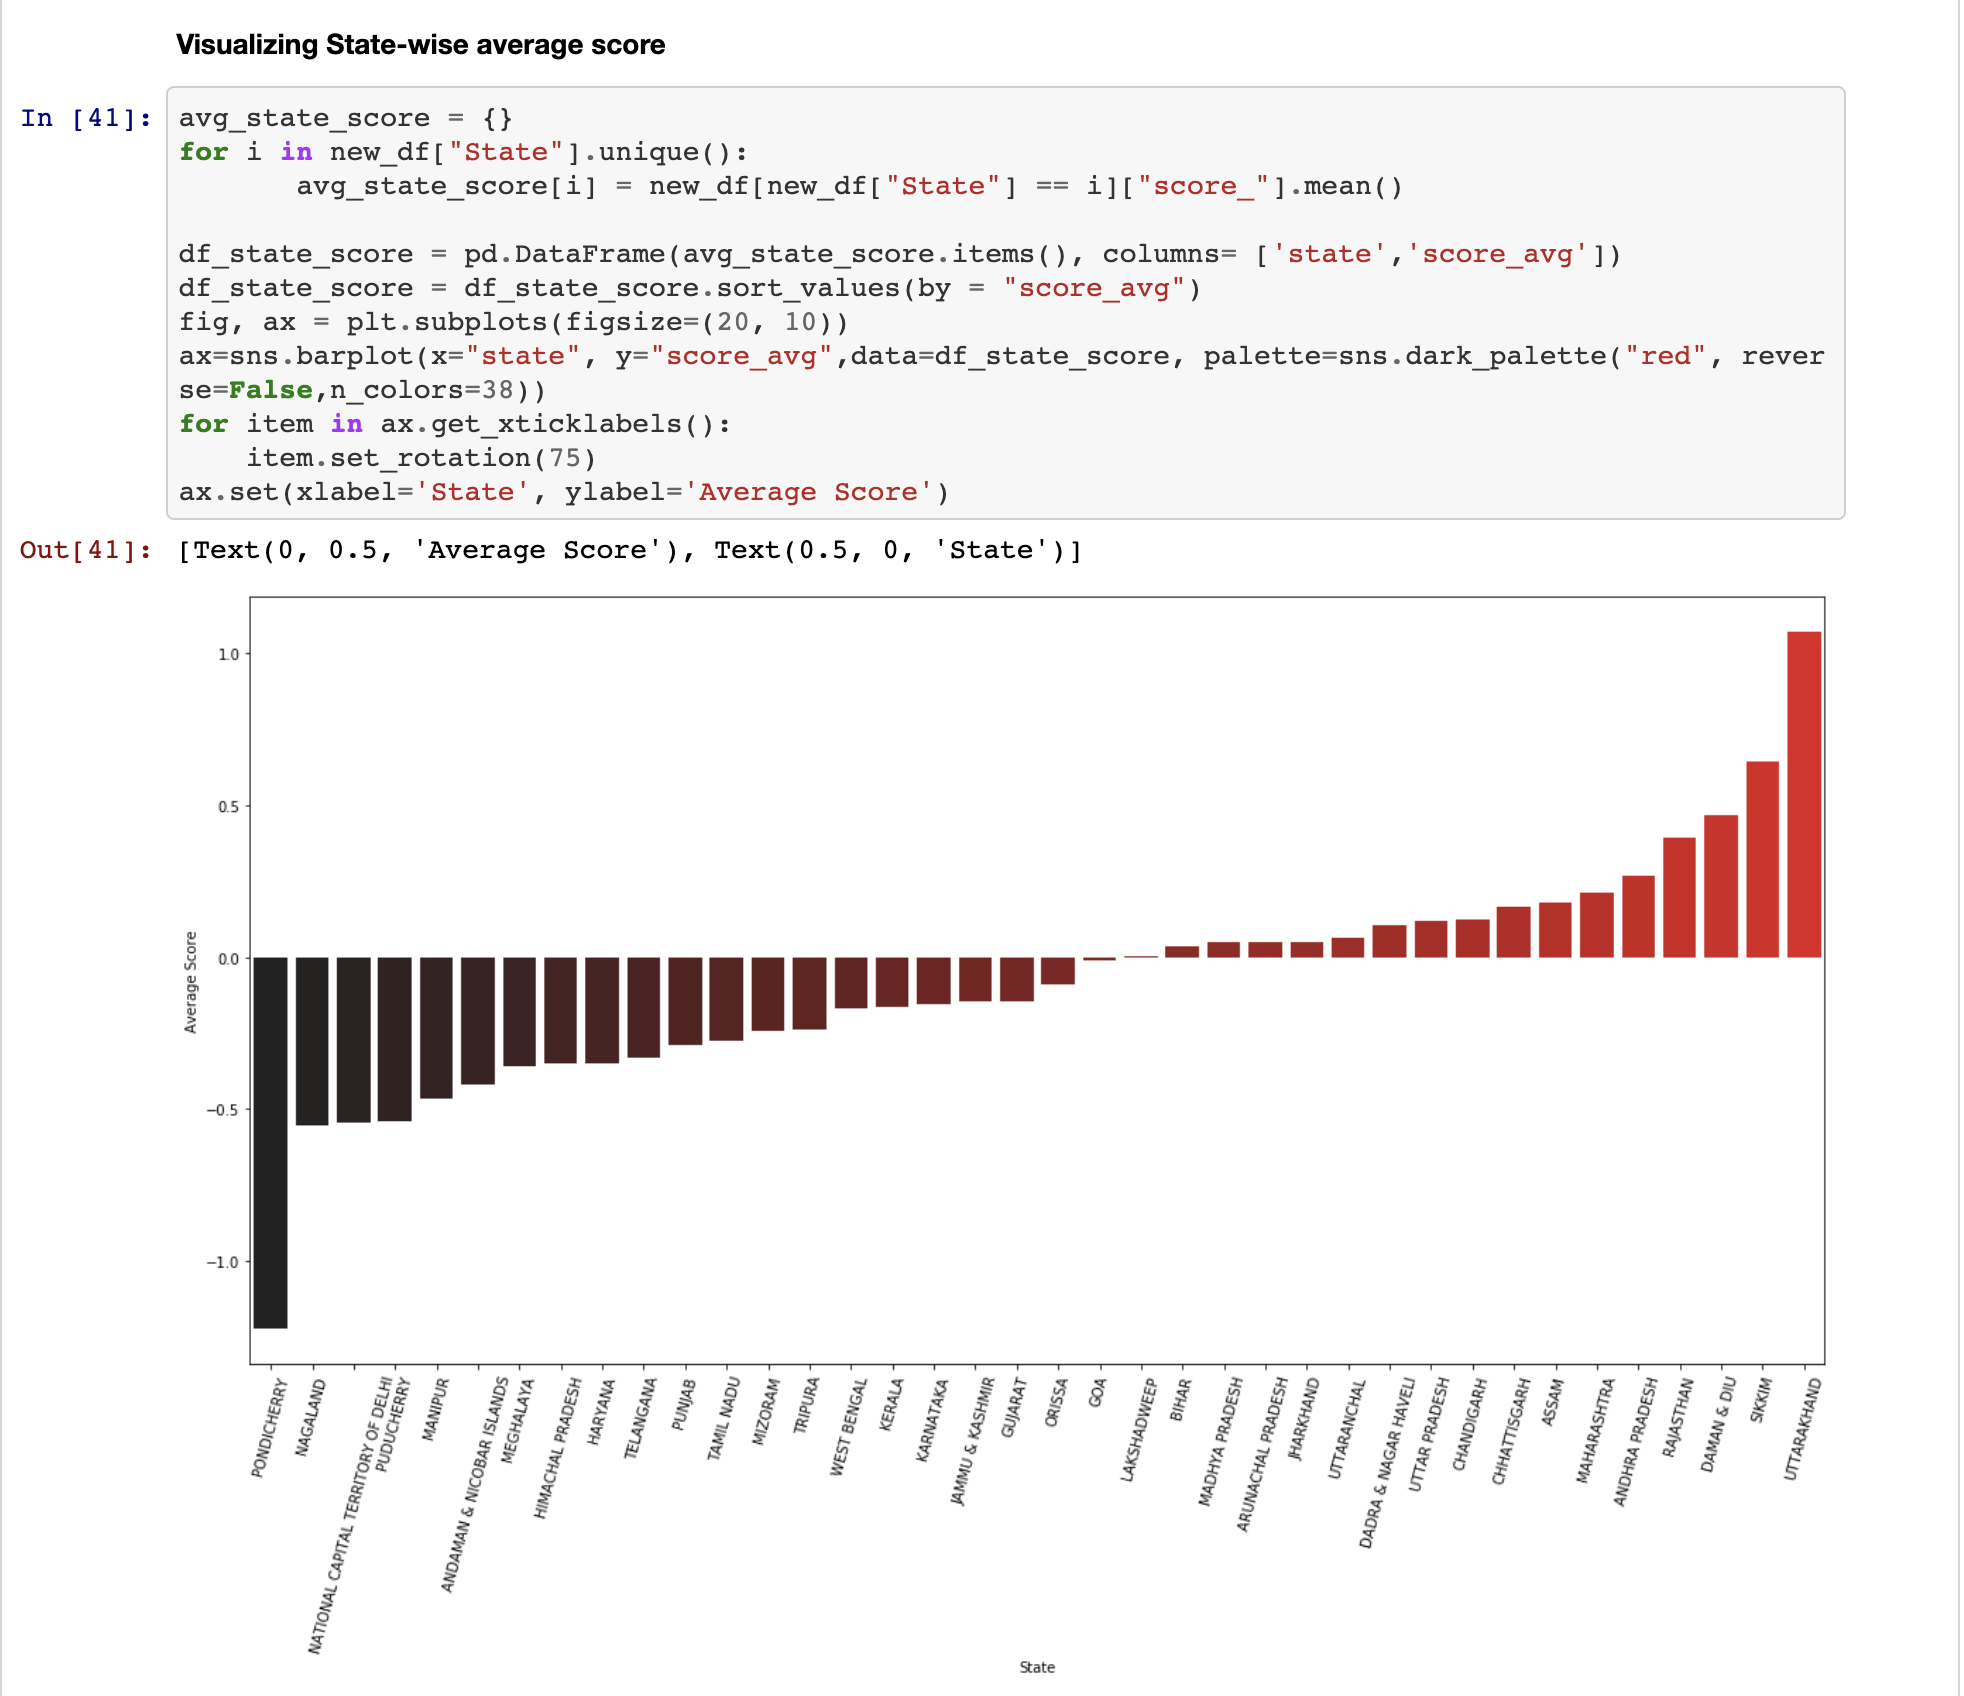 Visualizing State-wise average score
In [41]:
avg_state_score = {}
for i in new_df["State"].unique():
       avg_state_score[i] = new_df[new_df["State"] == i]["score_"].mean()
df_state_score = pd.DataFrame(avg_state_score.items(), columns= ['state','score_avg'])
df_state_score = df_state_score.sort_values(by = "score_avg")
fig, ax = plt.subplots(figsize=(20, 10))
ax=sns.barplot(x="state", y="score_avg",data=df_state_score, palette=sns.dark_palette("red", rever
se=False,n_colors=38))
for item in ax.get_xticklabels():
    item.set_rotation(75)
ax.set(xlabel='State', ylabel='Average Score')
Out[41]: [Text(0, 0.5, 'Average Score'), Text(0.5, 0, 'State')]
1.0
0.5
0.0
−0.5
−1.0
Average Score
PONDICHERRY
NAGALAND
NATIONAL CAPITAL TERRITORY OF DELHI
PUDUCHERRY
MANIPUR
ANDAMAN & NICOBAR ISLANDS
MEGHALAYA
HIMACHAL PRADESH
HARYANA
TELANGANA
PUNJAB
TAMIL NADU
MIZORAM
TRIPURA
WEST BENGAL
KERALA
KARNATAKA
JAMMU & KASHMIR
GUJARAT
ORISSA
GOA
LAKSHADWEEP
BIHAR
MADHYA PRADESH
ARUNACHAL PRADESH
JHARKHAND
UTTARANCHAL
DADRA & NAGAR HAVELI
UTTAR PRADESH
CHANDIGARH
CHHATTISGARH
ASSAM
MAHARASHTRA
ANDHRA PRADESH
RAJASTHAN
DAMAN & DIU
SIKKIM
UTTARAKHAND
State